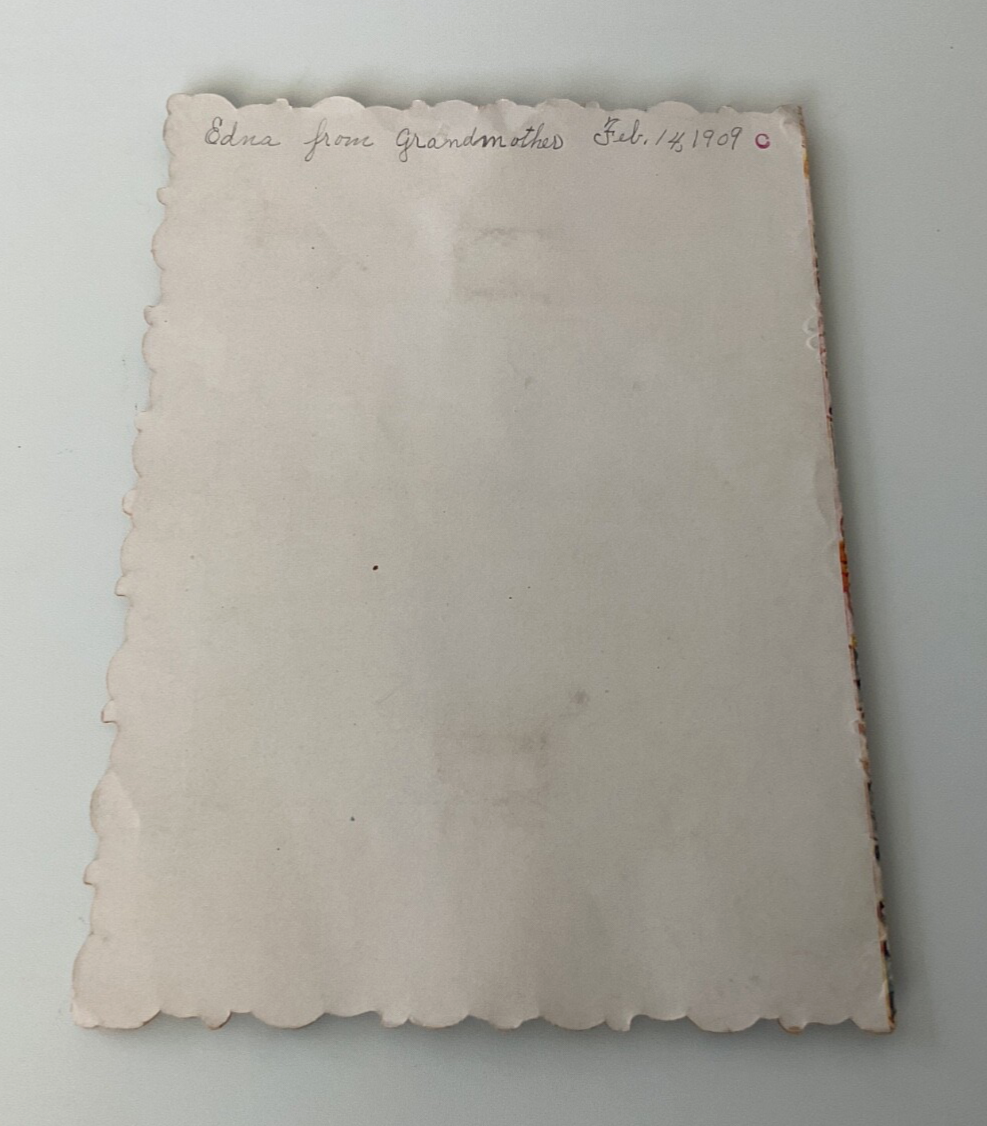 Edna from Grandmother Feb. 14, 1909 c